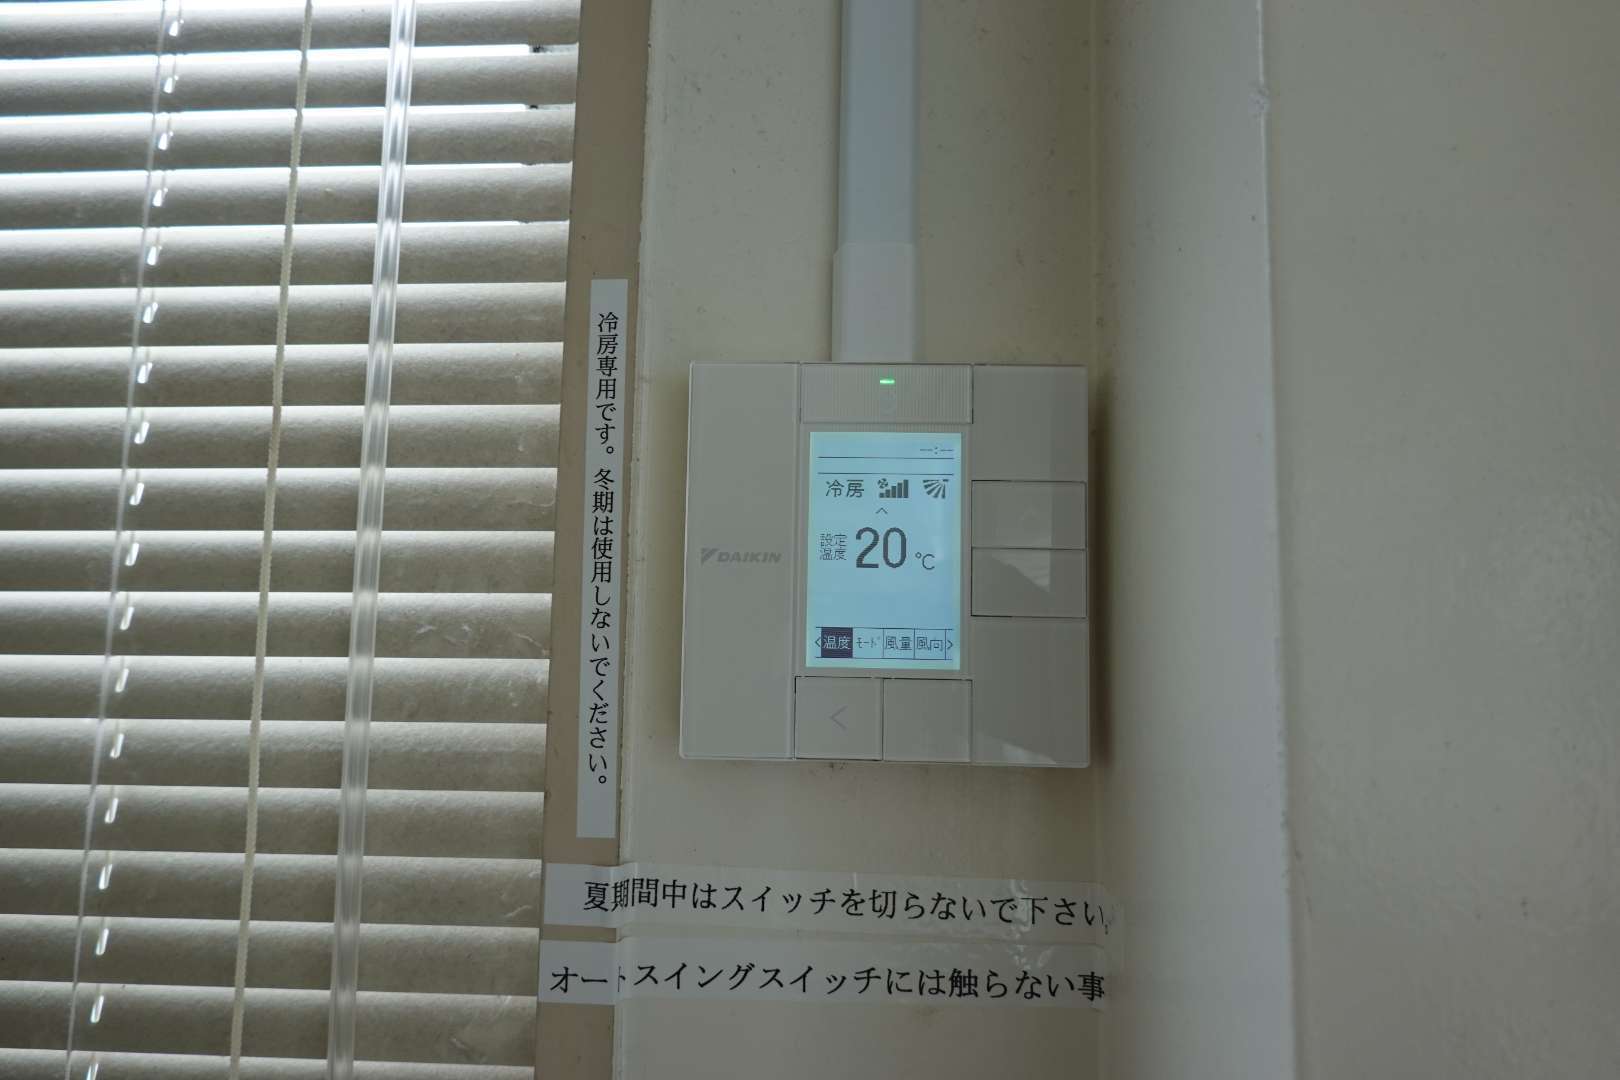 冷房専用です。冬期は使用しないでください。
DAIKIN
--:--
冷房
設定温度 20 ℃
温度 モード 風量 風向
夏期間中はスイッチを切らないで下さい。
オートスイングスイッチには触らない事